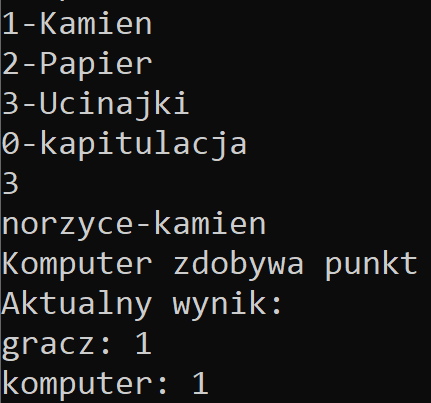 1-Kamien
2-Papier
3-Ucinajki
0-kapitulacja
3
norzyce-kamien
Komputer zdobywa punkt
Aktualny wynik:
gracz: 1
komputer: 1